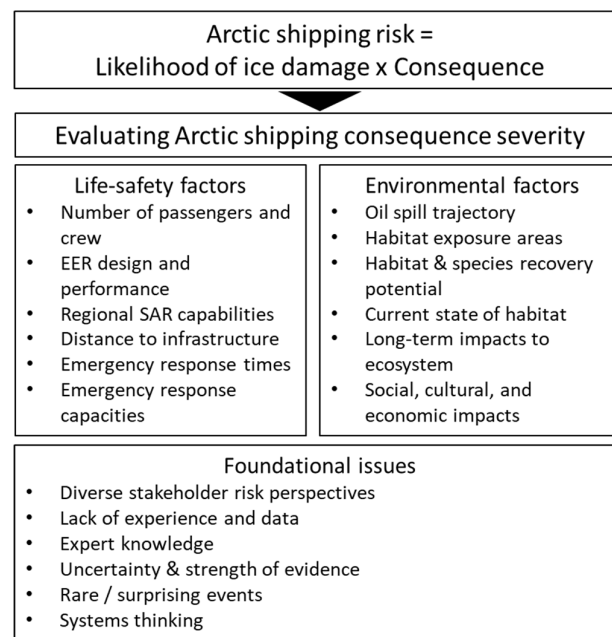 Arctic shipping risk =
Likelihood of ice damage x Consequence
Evaluating Arctic shipping consequence severity
Life-safety factors
• Number of passengers and
crew
• EER design and
performance
• Regional SAR capabilities
• Distance to infrastructure
• Emergency response times
• Emergency response
capacities
Environmental factors
• Oil spill trajectory
• Habitat exposure areas
• Habitat & species recovery
potential
• Current state of habitat
• Long-term impacts to
ecosystem
• Social, cultural, and
economic impacts
Foundational issues
• Diverse stakeholder risk perspectives
• Lack of experience and data
• Expert knowledge
• Uncertainty & strength of evidence
• Rare / surprising events
• Systems thinking